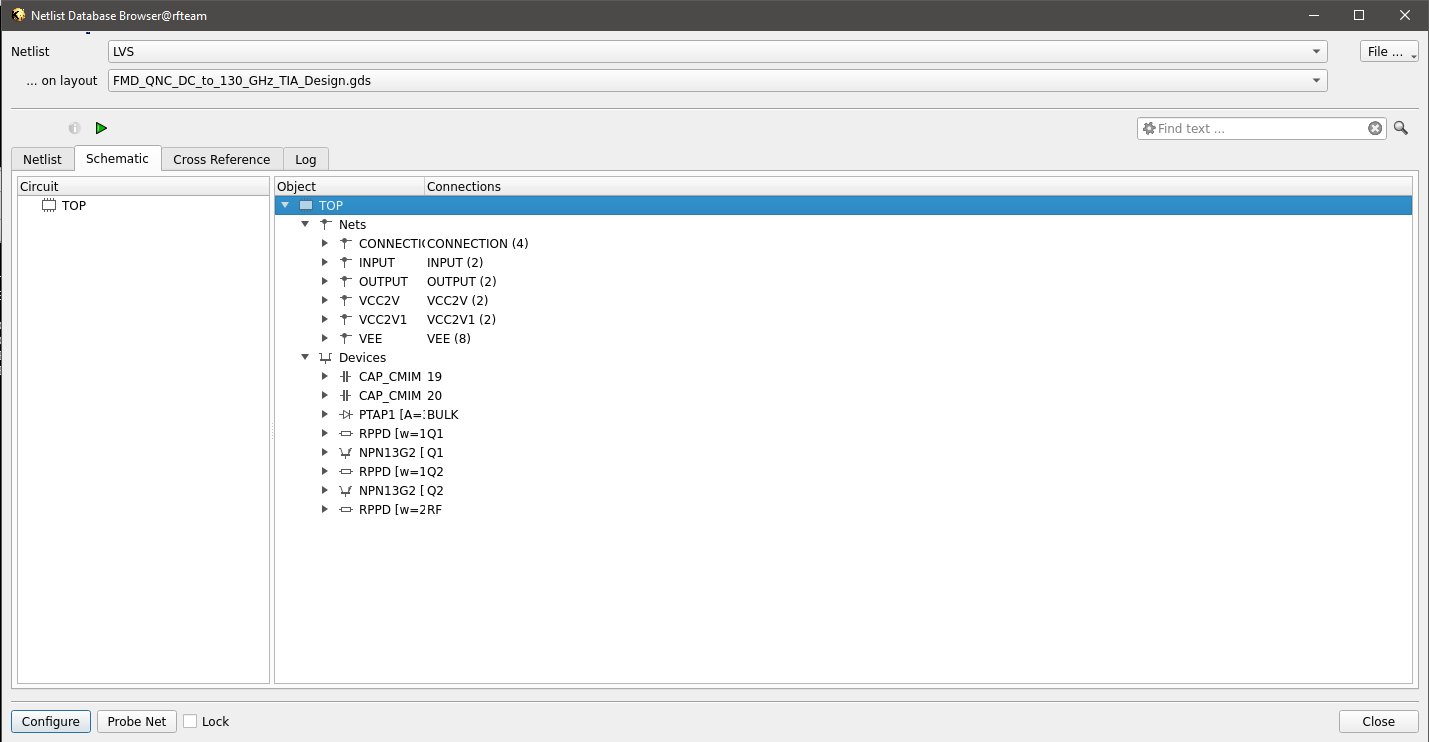 Netlist Database Browser@rfteam
Netlist LVS File ...
... on layout FMD_QNC_DC_to_130_GHz_TIA_Design.gds
Find text ...
Netlist Schematic Cross Reference Log
Circuit
TOP
Object Connections
TOP
Nets
CONNECTIO CONNECTION (4)
INPUT INPUT (2)
OUTPUT OUTPUT (2)
VCC2V VCC2V (2)
VCC2V1 VCC2V1 (2)
VEE VEE (8)
Devices
CAP_CMIM 19
CAP_CMIM 20
PTAP1 [A=: BULK
RPPD [w=1 Q1
NPN13G2 [ Q1
RPPD [w=1 Q2
NPN13G2 [ Q2
RPPD [w=2 RF
Configure Probe Net Lock Close